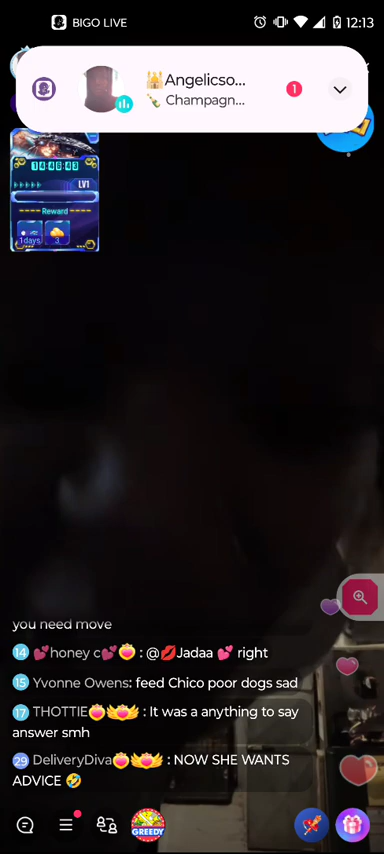 BIGO LIVE
12:13
👸Angelicso...
1
🍾 Champagn...
14:46:43
LV1
Reward
1days
3
you need move
14 💕honey c💕 : @💋Jadaa 💕 right
15 Yvonne Owens: feed Chico poor dogs sad
17 THOTTIE : It was a anything to say
answer smh
29 DeliveryDiva : NOW SHE WANTS
ADVICE 🤣
GREEDY